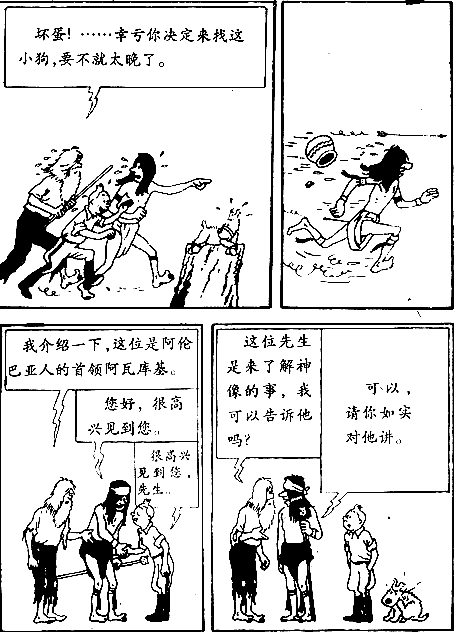 坏蛋!……幸亏你决定来找这
小狗,要不就太晚了。
我介绍一下,这位是阿伦
巴亚人的首领阿瓦库基。
您好,很高
兴见到您。
很高兴
见到您,
先生..
这位先生
是来了解神
像的事,我
可以告诉他
吗?
可以,
请你如实
对他讲。